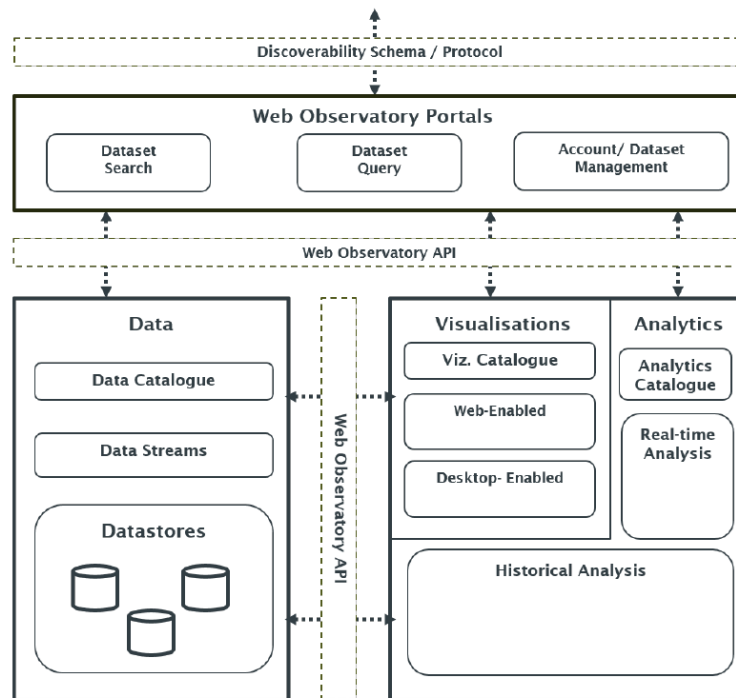 Discoverability Schema / Protocol
Web Observatory Portals
Dataset
Search
Dataset
Query
Account/ Dataset
Management
Web Observatory API
Data
Data Catalogue
Data Streams
Datastores
Web Observatory API
Visualisations
Viz. Catalogue
Web-Enabled
Desktop- Enabled
Analytics
Analytics
Catalogue
Real-time
Analysis
Historical Analysis